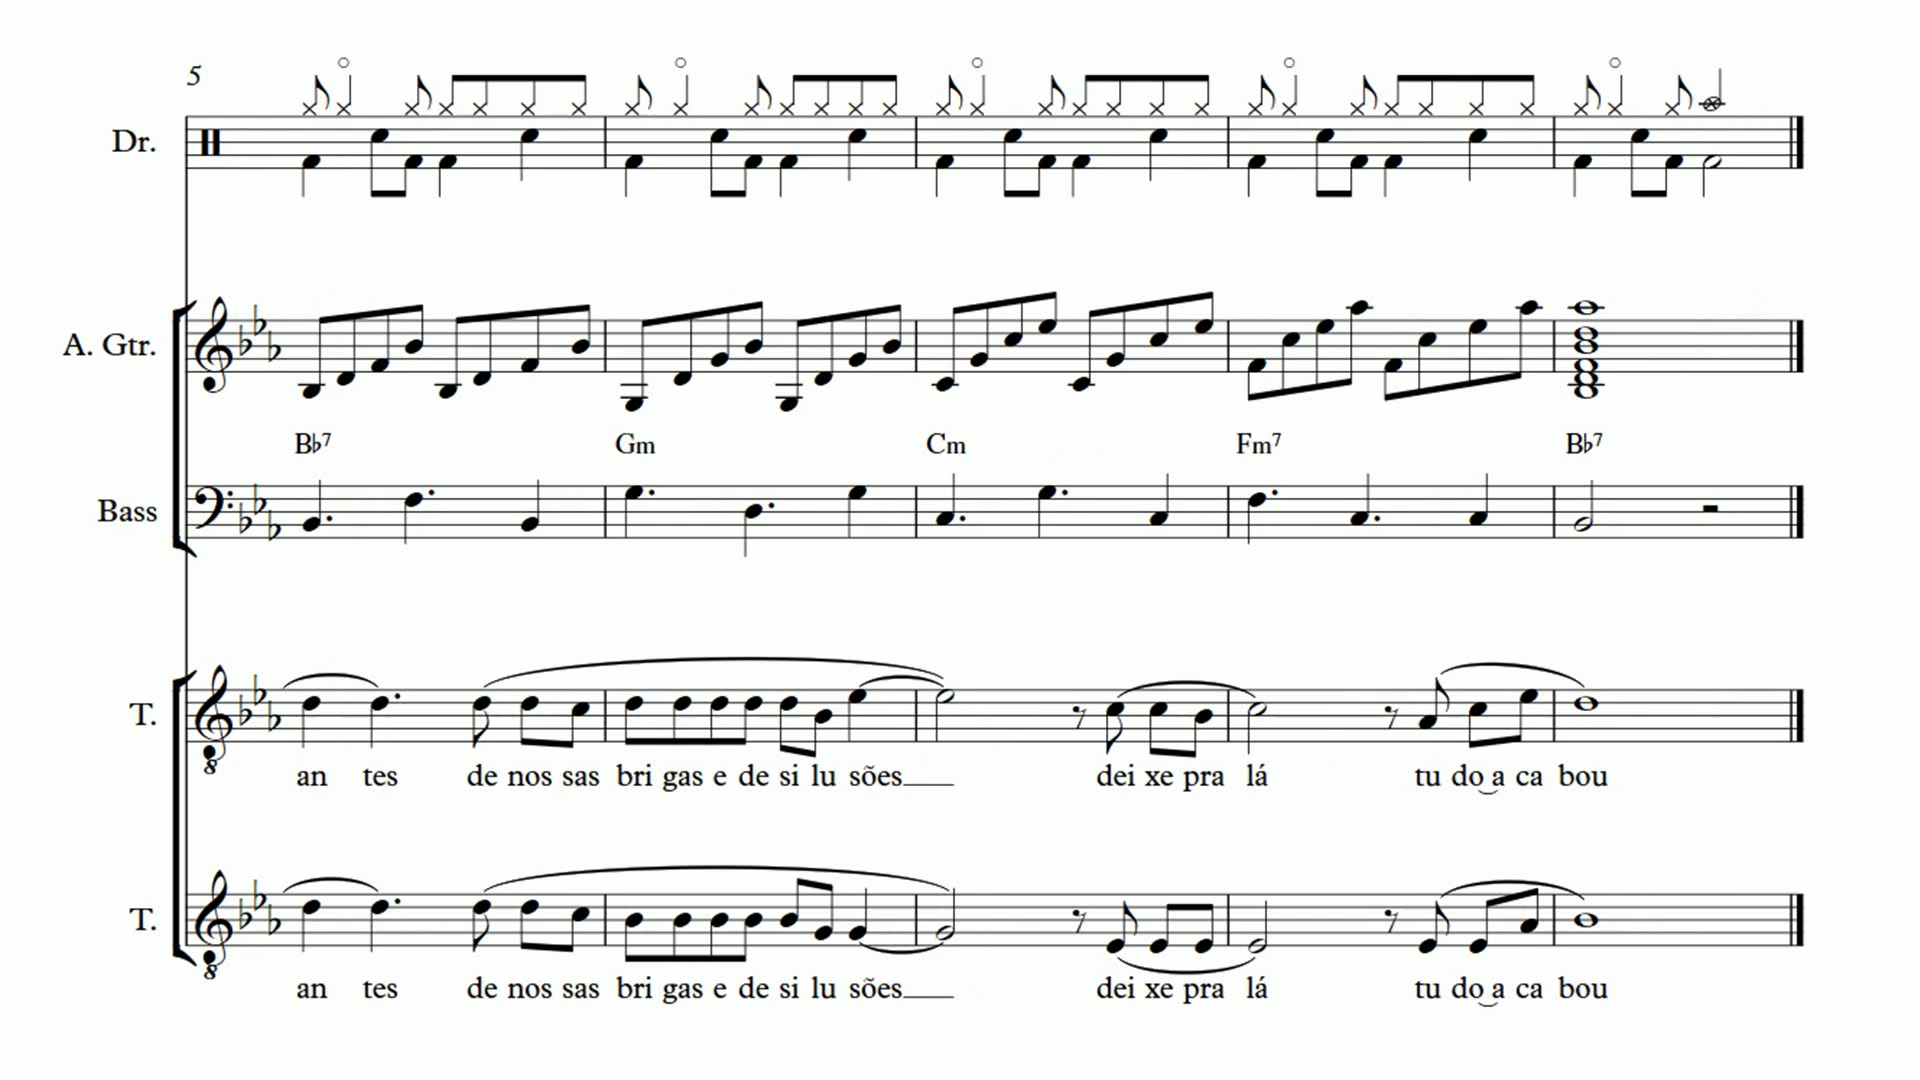 5
Dr.
A. Gtr.
B♭7 Gm Cm Fm7 B♭7
Bass
T.
8
an tes de nos sas bri gas e de si lu sões dei xe pra lá tu do‿a ca bou
T.
8
an tes de nos sas bri gas e de si lu sões dei xe pra lá tu do‿a ca bou